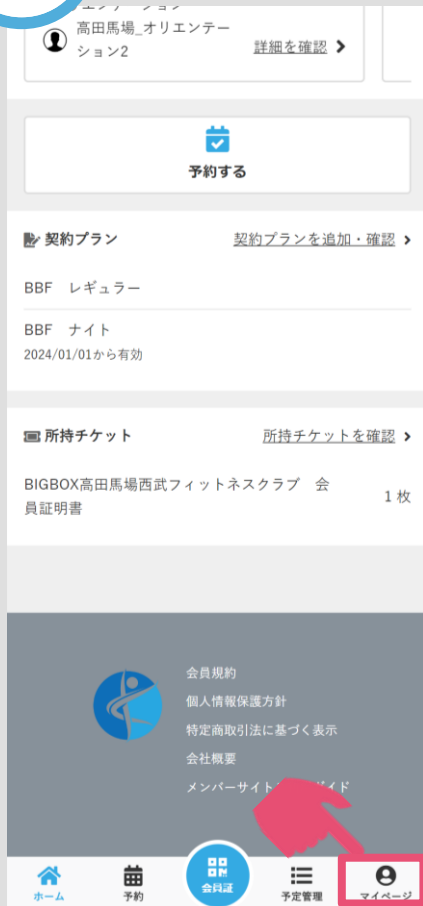 高田馬場_オリエンテー
ション2
詳細を確認
予約する
契約プラン
契約プランを追加・確認
BBF レギュラー
BBF ナイト
2024/01/01から有効
所持チケット
所持チケットを確認
BIGBOX高田馬場西武フィットネスクラブ 会
員証明書
1 枚
会員規約
個人情報保護方針
特定商取引法に基づく表示
会社概要
メンバーサイト
イド
ホーム
予約
会員証
予定管理
マイページ